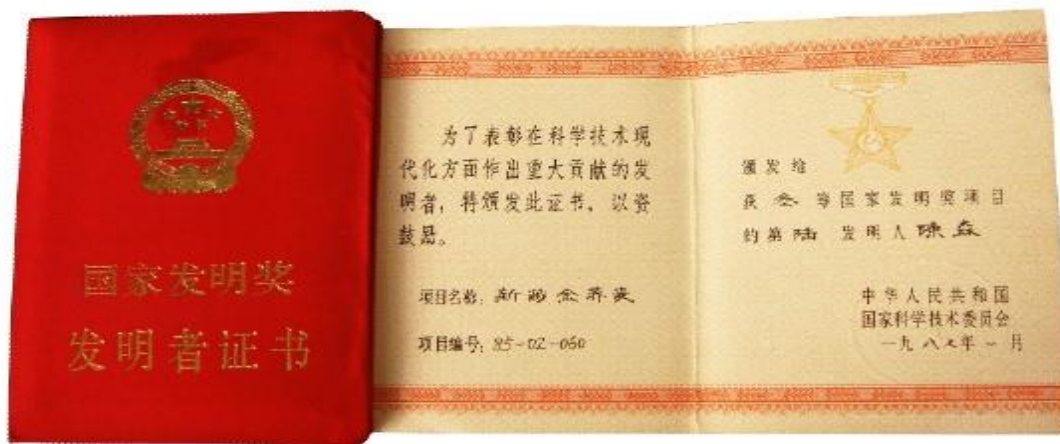 国家发明奖
发明者证书
为了表彰在科学技术现
代化方面作出重大贡献的发
明者,特颁发此证书,以资
鼓励。
项目名称:新药金荞麦
项目编号:85-02-060
颁发给
获 叁 等国家发明奖项目
的第 陆 发明人 陈森
中华人民共和国
国家科学技术委员会
一九八七年一月